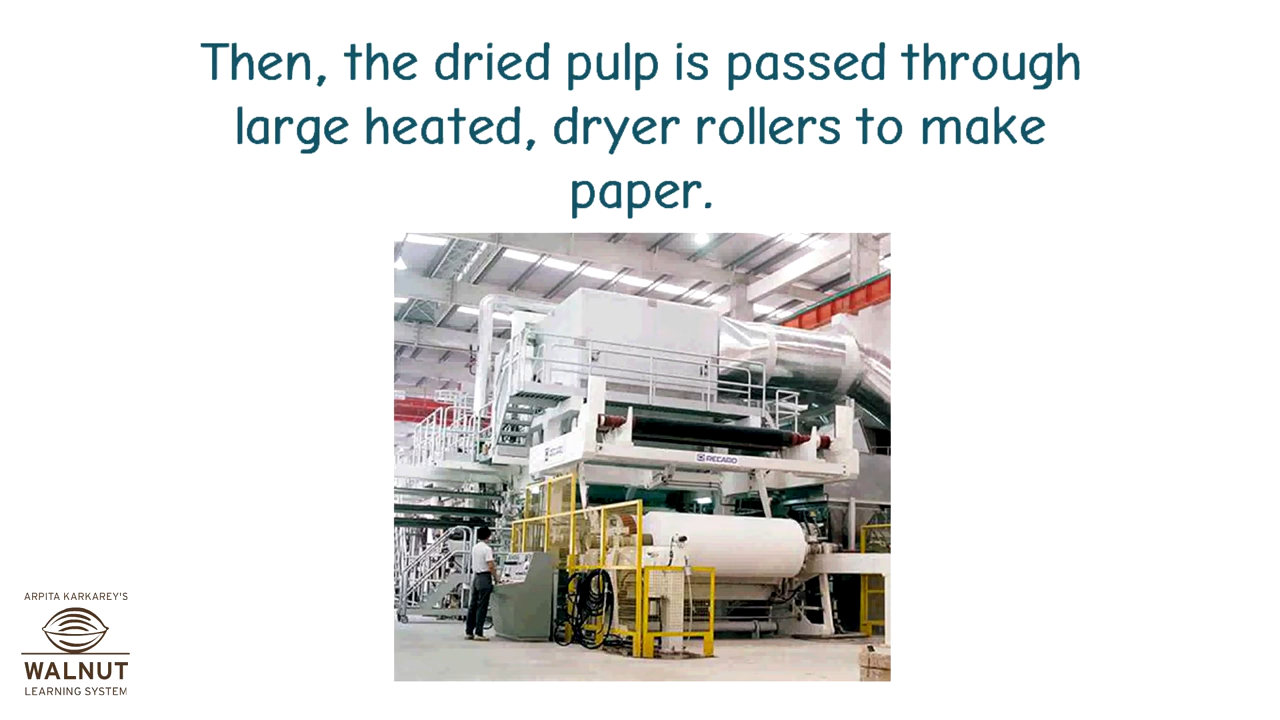 Then, the dried pulp is passed through
large heated, dryer rollers to make
paper.
RECARD
ARPITA KARKAREY'S
WALNUT
LEARNING SYSTEM